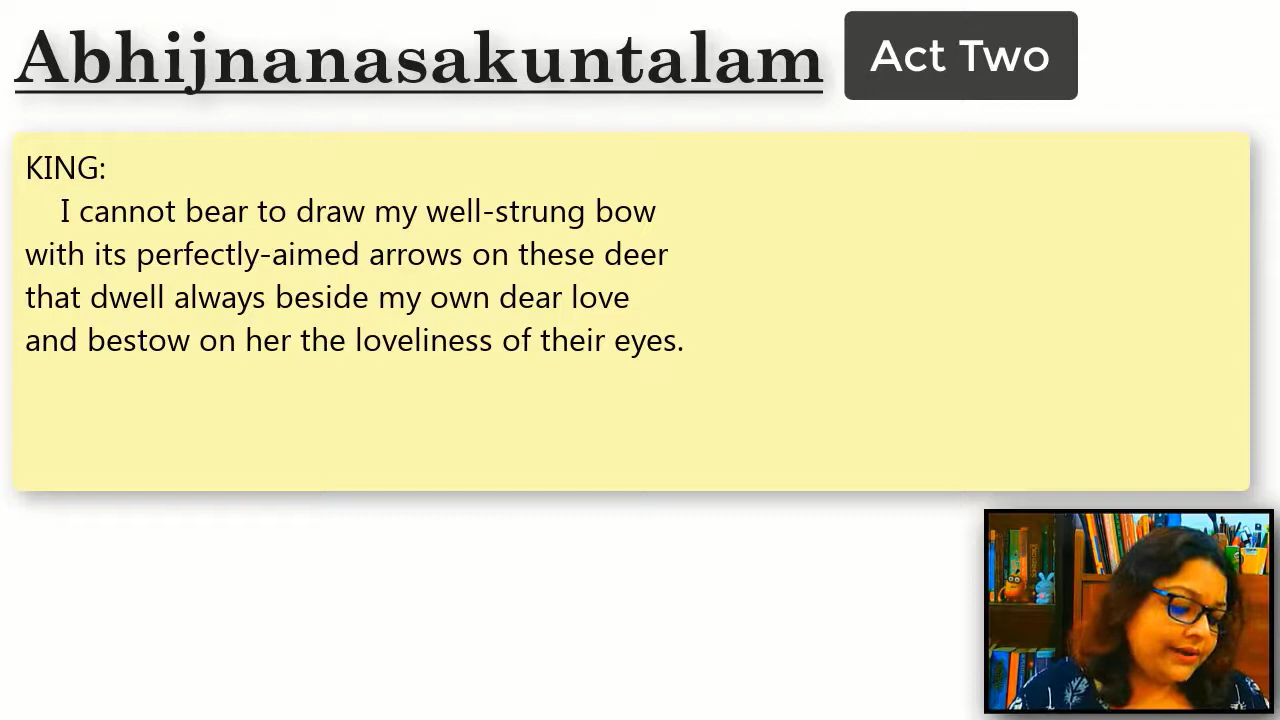 Abhijnanasakuntalam
Act Two
KING:
I cannot bear to draw my well-strung bow
with its perfectly-aimed arrows on these deer
that dwell always beside my own dear love
and bestow on her the loveliness of their eyes.